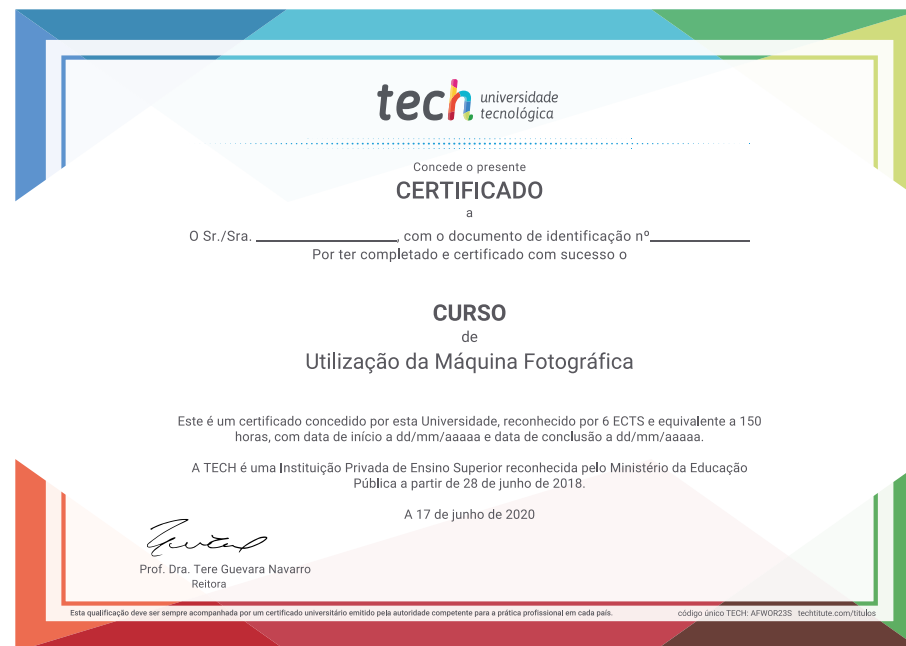 tech universidade
tecnológica
Concede o presente
CERTIFICADO
a
O Sr./Sra. ____________________, com o documento de identificação nº______________
Por ter completado e certificado com sucesso o
CURSO
de
Utilização da Máquina Fotográfica
Este é um certificado concedido por esta Universidade, reconhecido por 6 ECTS e equivalente a 150
horas, com data de início a dd/mm/aaaaa e data de conclusão a dd/mm/aaaaa.
A TECH é uma Instituição Privada de Ensino Superior reconhecida pelo Ministério da Educação
Pública a partir de 28 de junho de 2018.
A 17 de junho de 2020
Prof. Dra. Tere Guevara Navarro
Reitora
Esta qualificação deve ser sempre acompanhada por um certificado universitário emitido pela autoridade competente para a prática profissional em cada país. código único TECH: AFWOR23S techtitute.com/titulos